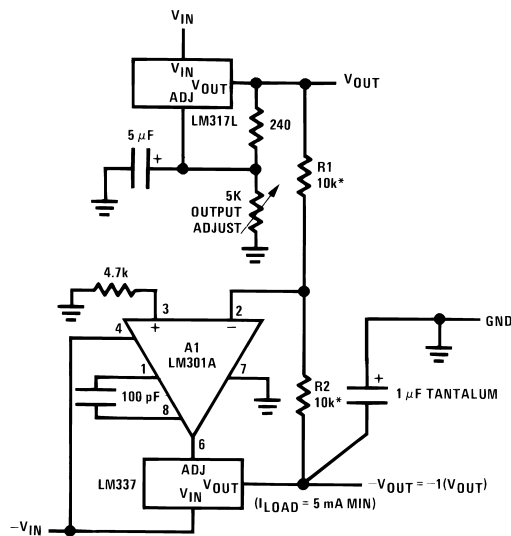 VIN
VIN
VOUT
VOUT
ADJ
LM317L
240
5 μF
+
R1
10k*
5K
OUTPUT
ADJUST
4.7k
3
2
+
−
4
A1
LM301A
GND
1
7
100 pF
8
R2
10k*
+
1 μF TANTALUM
6
ADJ
LM337
VOUT
VIN
−VOUT = −1(VOUT)
(ILOAD = 5 mA MIN)
−VIN